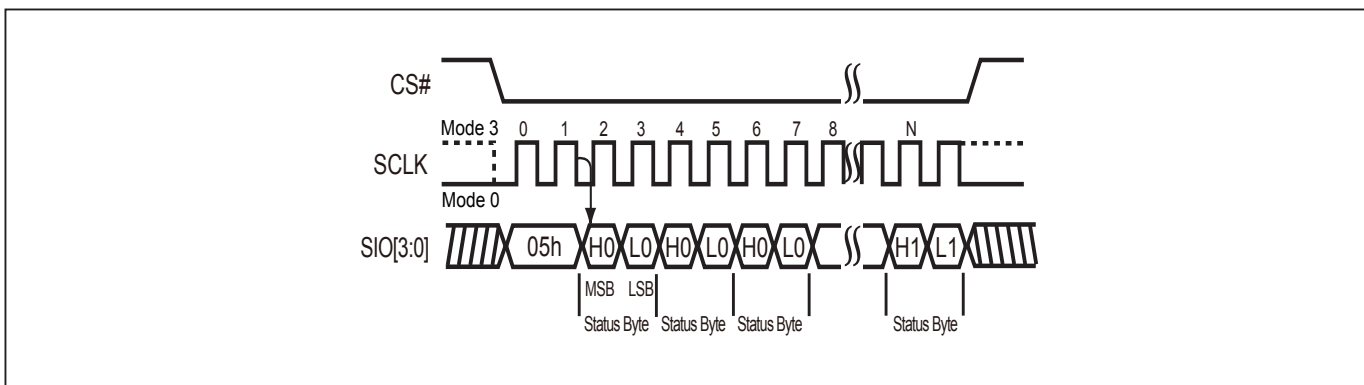 CS#
Mode 3 0 1 2 3 4 5 6 7 8 N
SCLK
Mode 0
SIO[3:0] 05h H0 L0 H0 L0 H0 L0 H1 L1
MSB LSB
Status Byte Status Byte Status Byte Status Byte